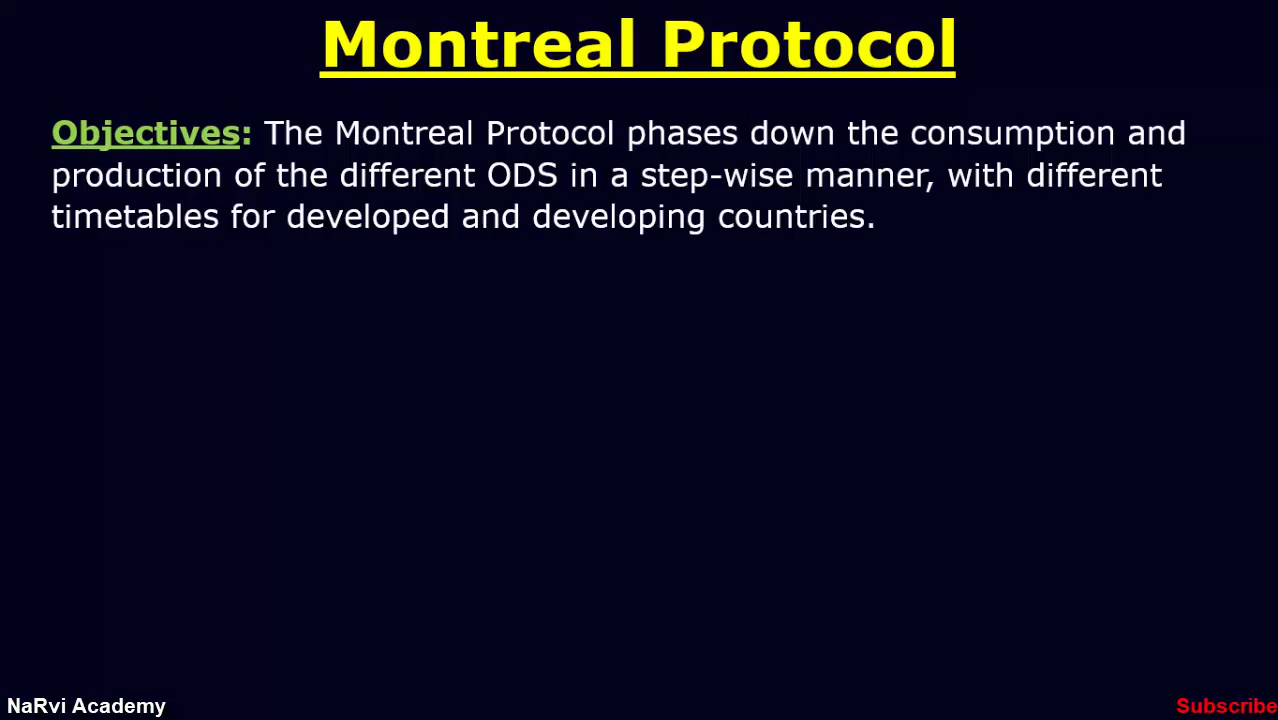 Montreal Protocol
Objectives: The Montreal Protocol phases down the consumption and
production of the different ODS in a step-wise manner, with different
timetables for developed and developing countries.
NaRvi Academy
Subscribe